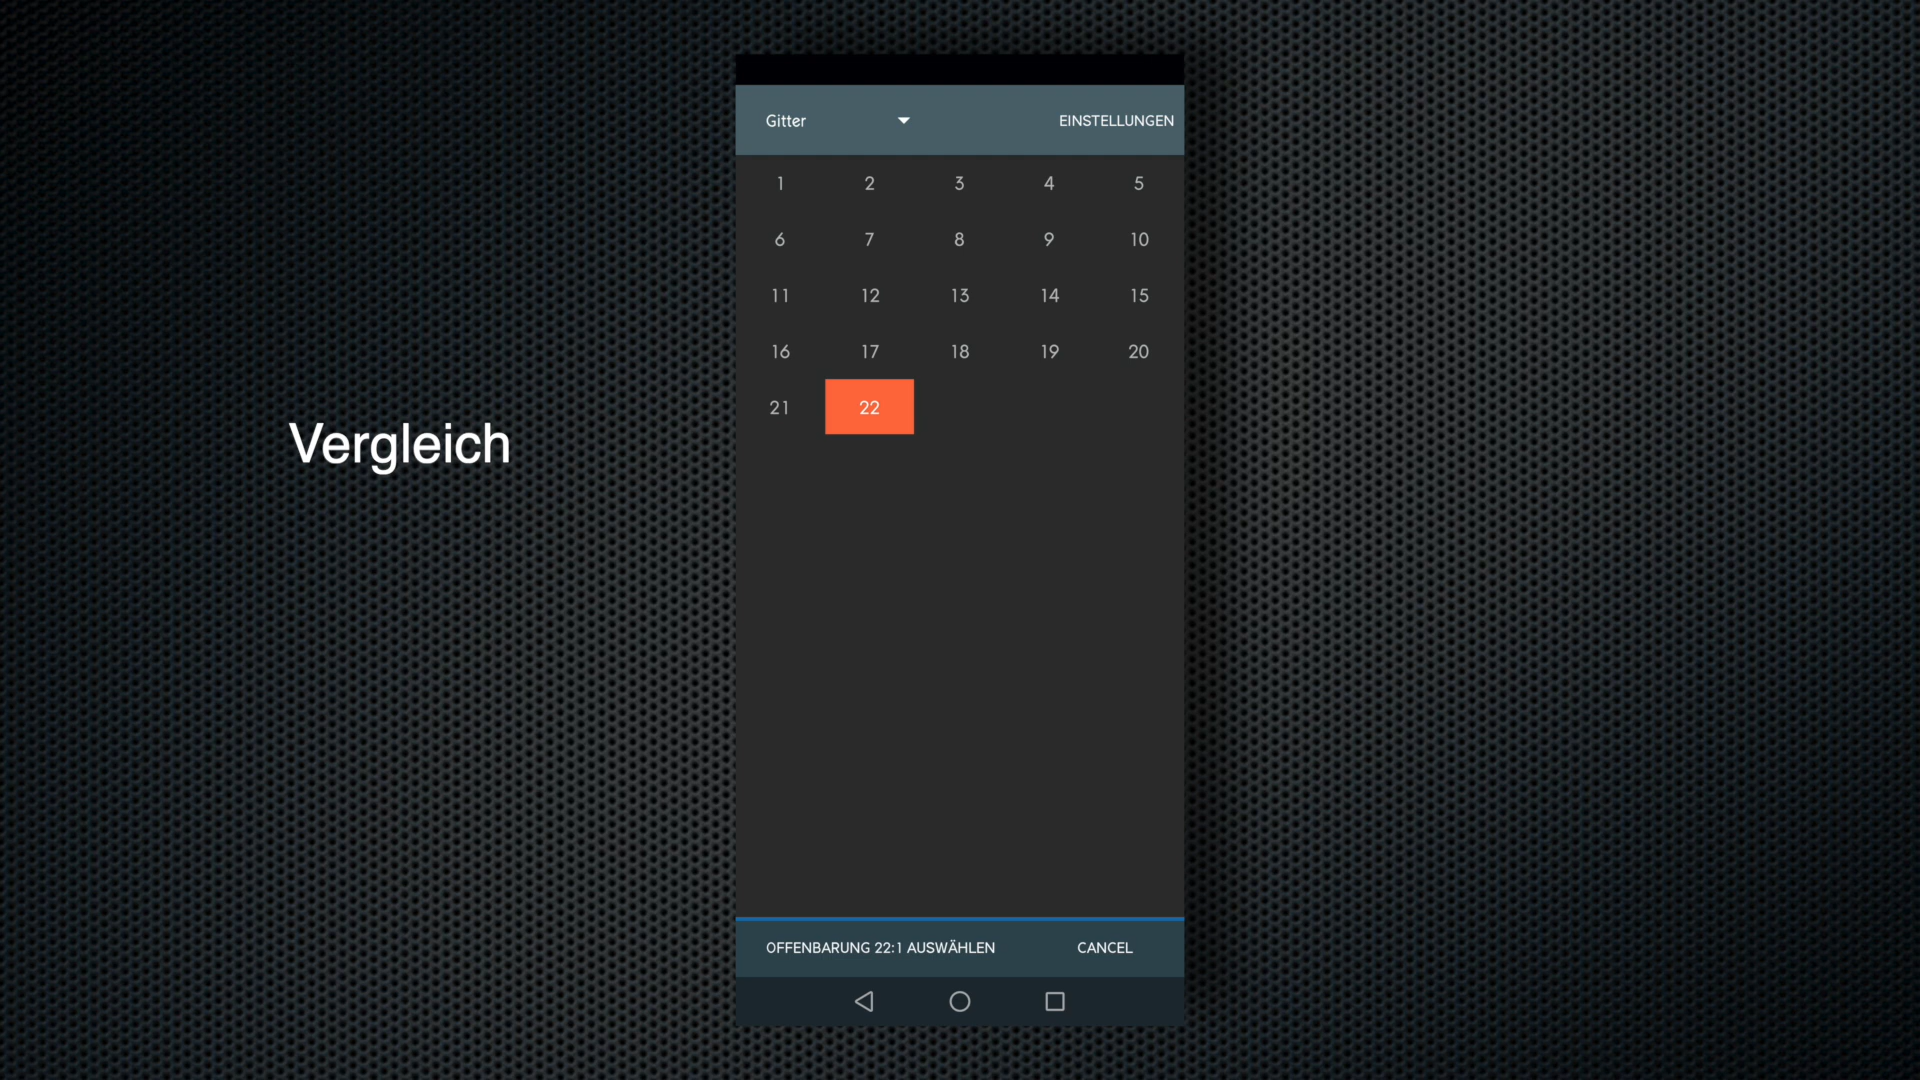 Vergleich
Gitter EINSTELLUNGEN
1 2 3 4 5
6 7 8 9 10
11 12 13 14 15
16 17 18 19 20
21 22
OFFENBARUNG 22:1 AUSWÄHLEN CANCEL